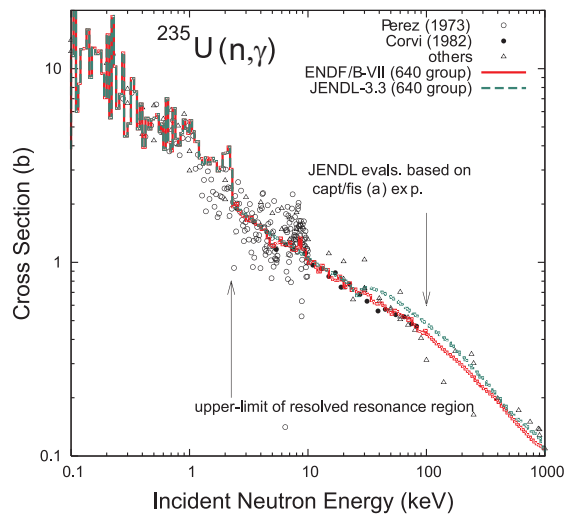 235U(n,γ)
Perez (1973)
Corvi (1982)
others
ENDF/B-VII (640 group)
JENDL-3.3 (640 group)
JENDL evals. based on
capt/fis (a) exp.
upper-limit of resolved resonance region
Cross Section (b)
10
1
0.1
0.1
1
10
100
1000
Incident Neutron Energy (keV)